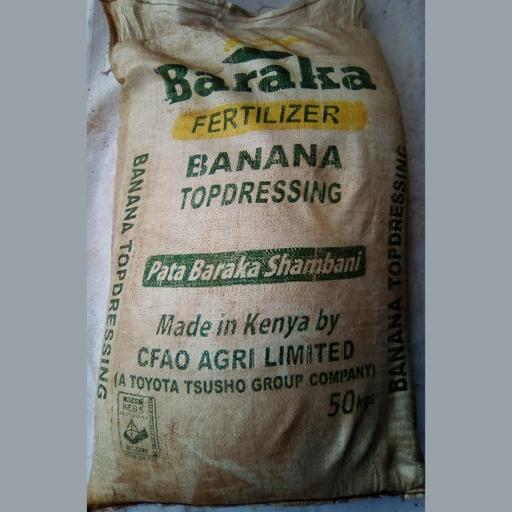 Baraka
FERTILIZER
BANANA
TOPDRESSING
Pata Baraka Shambani
Made in Kenya by
CFAO AGRI LIMITED
(A TOYOTA TSUSHO GROUP COMPANY)
50kgs
KEBS
BANANA TOPDRESSING
BANANA TOPDRESSING